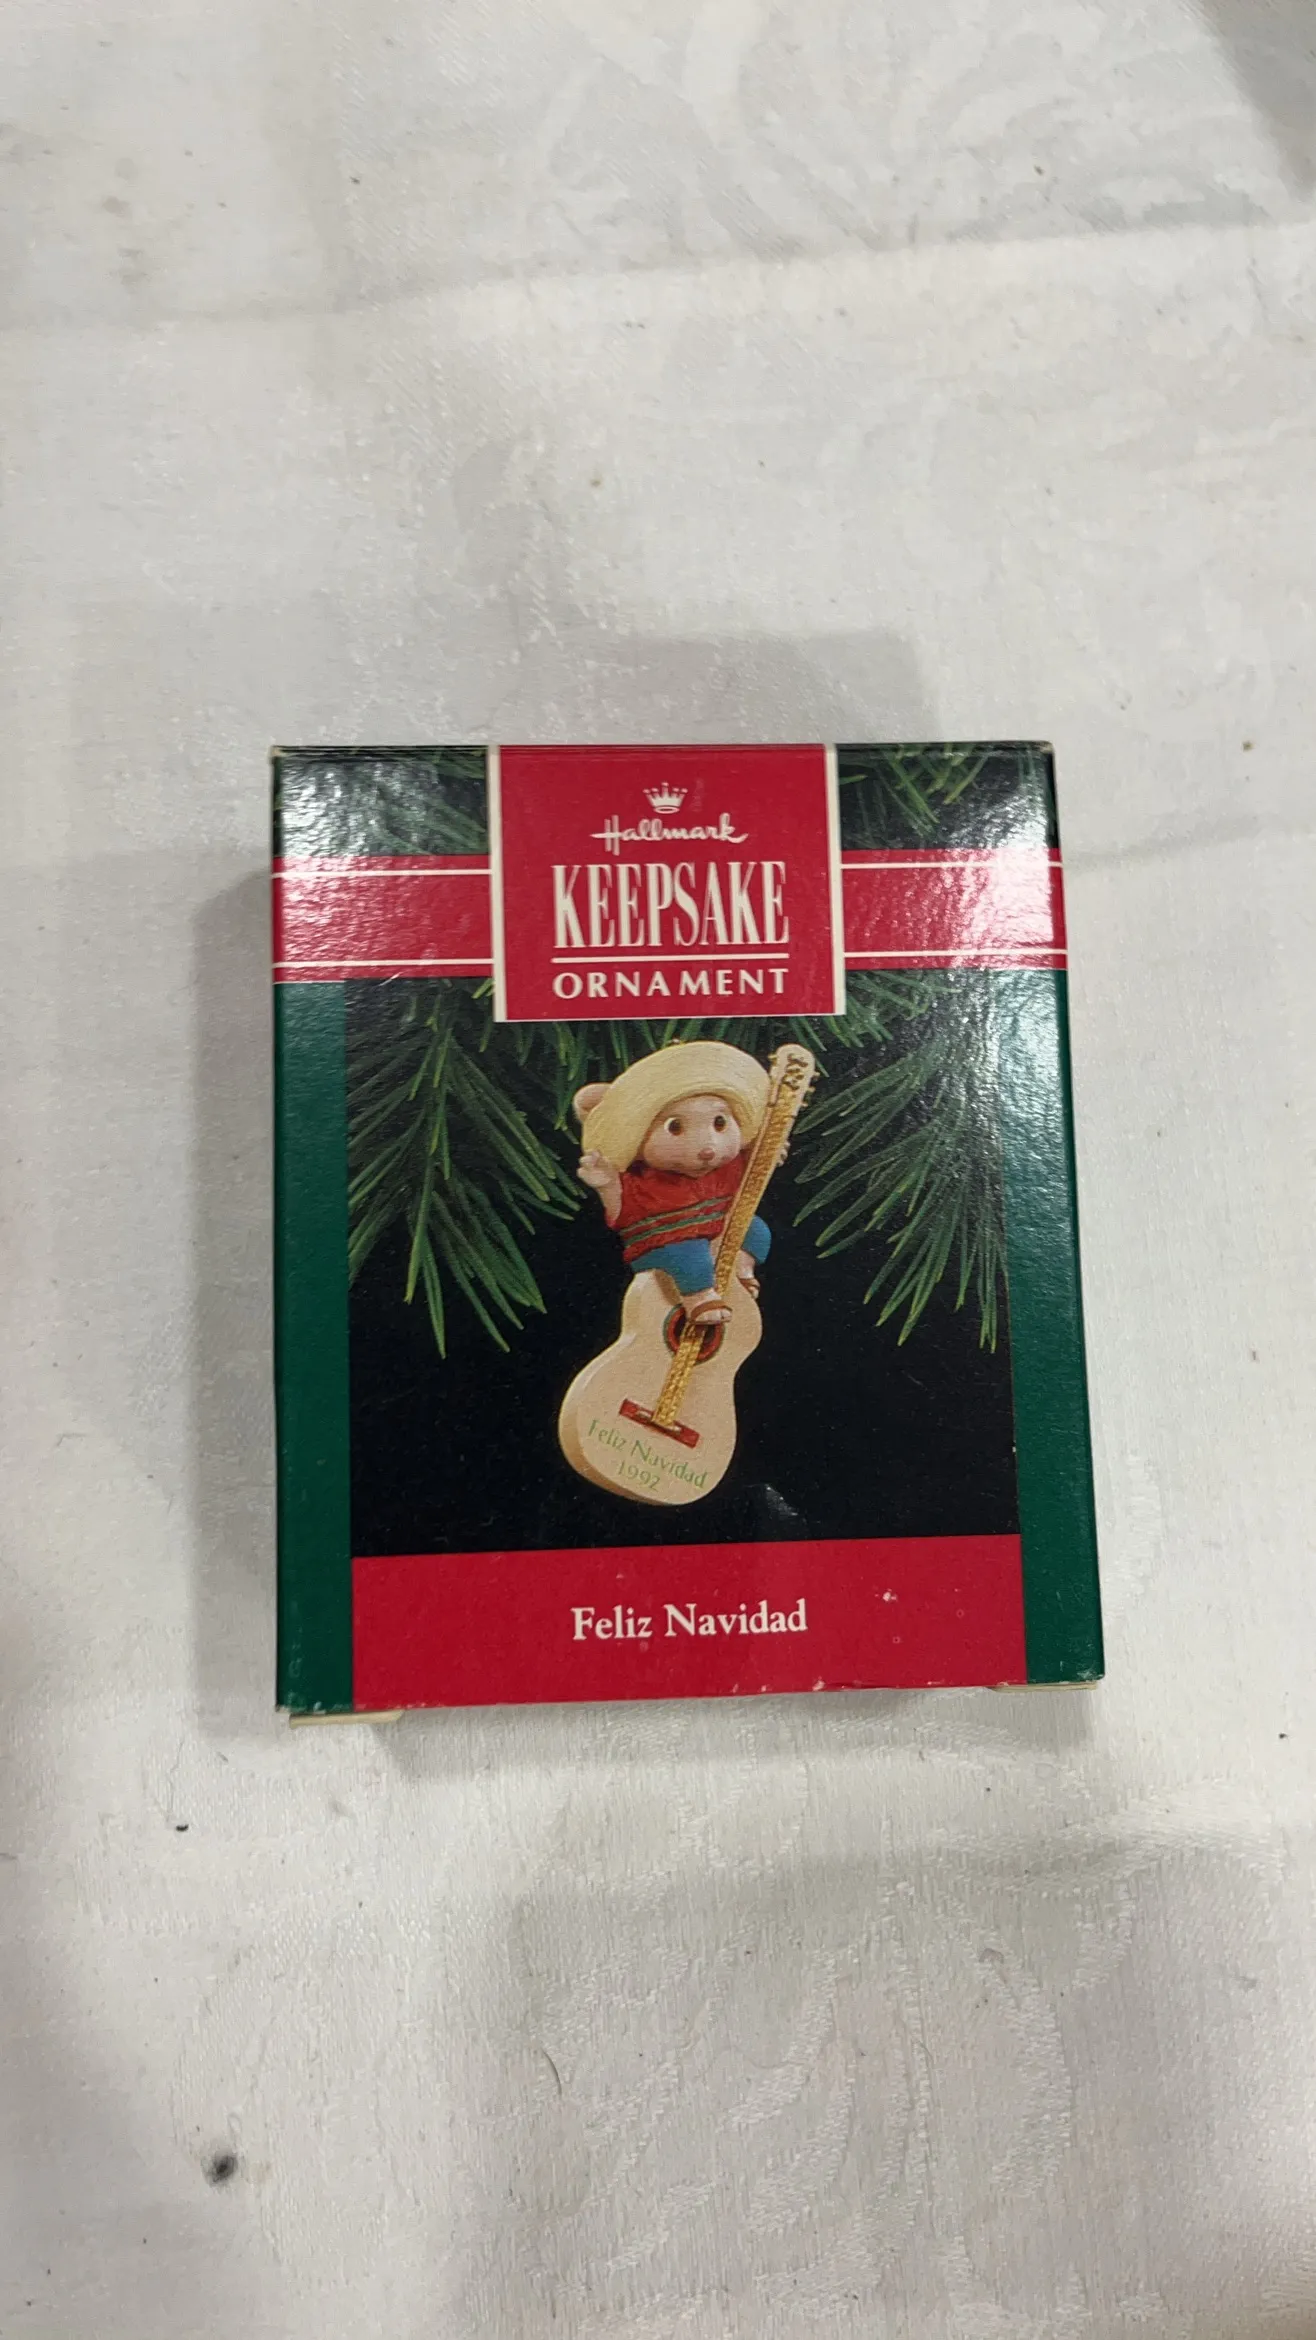 Hallmark
KEEPSAKE
ORNAMENT
Feliz Navidad
1992
Feliz Navidad